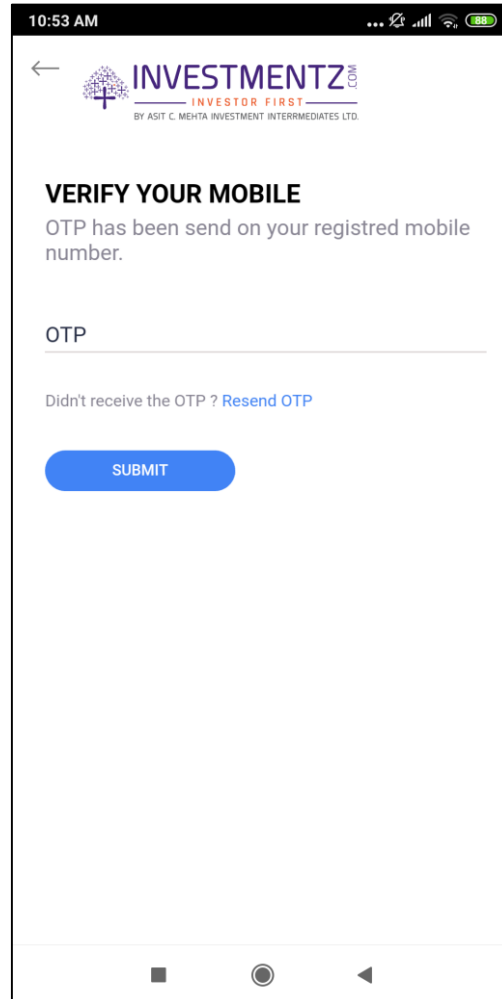 10:53 AM
88
INVESTMENTZ.COM
INVESTOR FIRST
BY ASIT C. MEHTA INVESTMENT INTERRMEDIATES LTD.
VERIFY YOUR MOBILE
OTP has been send on your registred mobile
number.
OTP
Didn't receive the OTP ? Resend OTP
SUBMIT